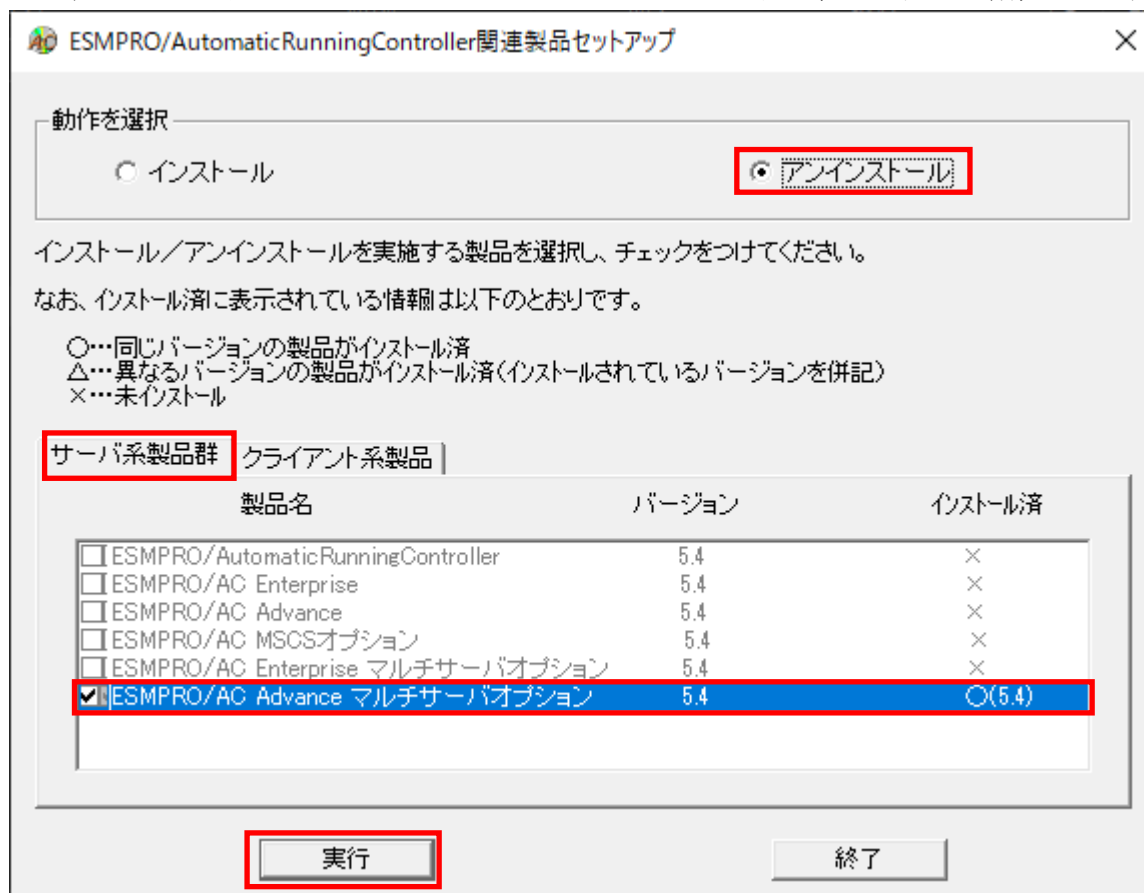 ESMPRO/AutomaticRunningController関連製品セットアップ
動作を選択
インストール アンインストール
インストール／アンインストールを実施する製品を選択し、チェックをつけてください。
なお、インストール済に表示されている情報は以下のとおりです。
○…同じバージョンの製品がインストール済
△…異なるバージョンの製品がインストール済(インストールされているバージョンを併記)
×…未インストール
サーバ系製品群 クライアント系製品
製品名 バージョン インストール済
ESMPRO/AutomaticRunningController 5.4 ×
ESMPRO/AC Enterprise 5.4 ×
ESMPRO/AC Advance 5.4 ×
ESMPRO/AC MSCSオプション 5.4 ×
ESMPRO/AC Enterprise マルチサーバオプション 5.4 ×
ESMPRO/AC Advance マルチサーバオプション 5.4 ○(5.4)
実行 終了